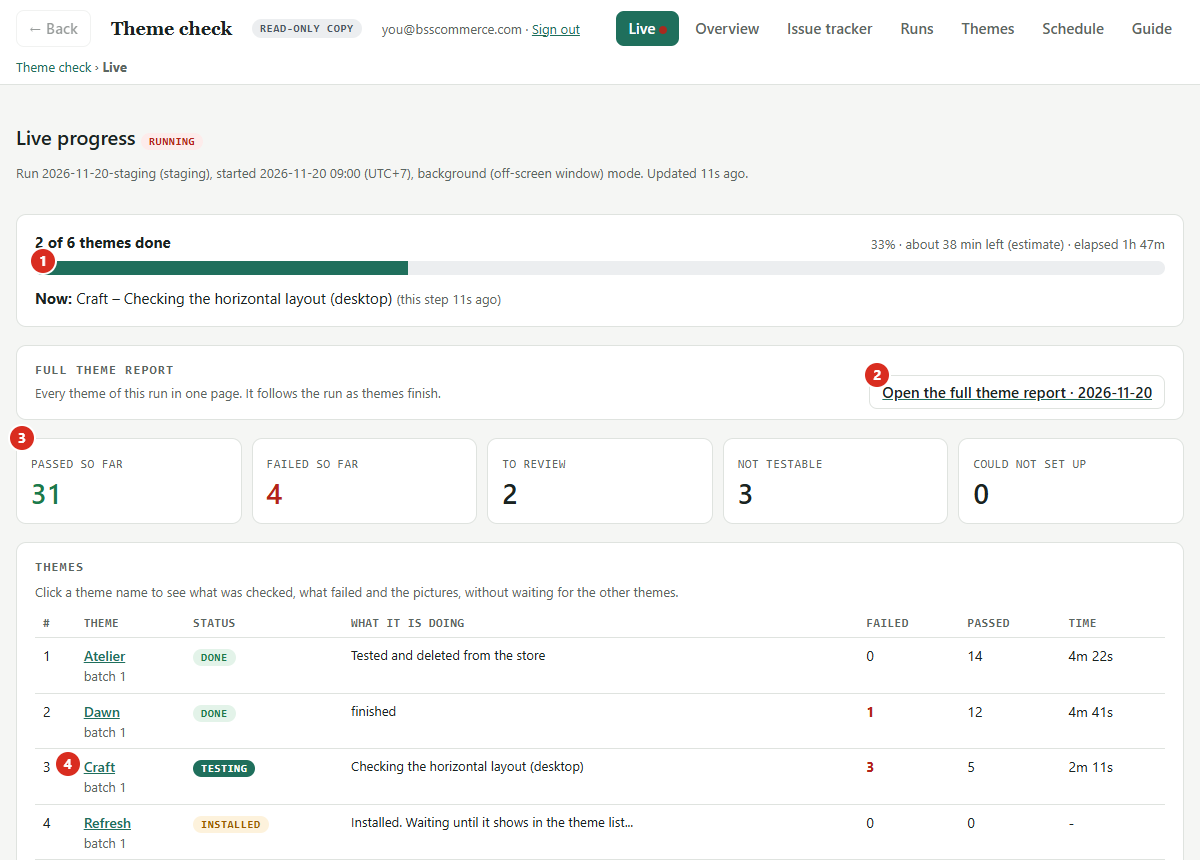 ← Back
Theme check
READ-ONLY COPY
you@bsscommerce.com · Sign out
Live
Overview
Issue tracker
Runs
Themes
Schedule
Guide
Theme check › Live
Live progress RUNNING
Run 2026-11-20-staging (staging), started 2026-11-20 09:00 (UTC+7), background (off-screen window) mode. Updated 11s ago.
2 of 6 themes done
33% · about 38 min left (estimate) · elapsed 1h 47m
1
Now: Craft – Checking the horizontal layout (desktop) (this step 11s ago)
FULL THEME REPORT
Every theme of this run in one page. It follows the run as themes finish.
2
Open the full theme report · 2026-11-20
3
PASSED SO FAR
31
FAILED SO FAR
4
TO REVIEW
2
NOT TESTABLE
3
COULD NOT SET UP
0
THEMES
Click a theme name to see what was checked, what failed and the pictures, without waiting for the other themes.
# THEME STATUS WHAT IT IS DOING FAILED PASSED TIME
1 Atelier DONE Tested and deleted from the store 0 14 4m 22s
batch 1
2 Dawn DONE finished 1 12 4m 41s
batch 1
3 4 Craft TESTING Checking the horizontal layout (desktop) 3 5 2m 11s
batch 1
4 Refresh INSTALLED Installed. Waiting until it shows in the theme list... 0 0 -
batch 1